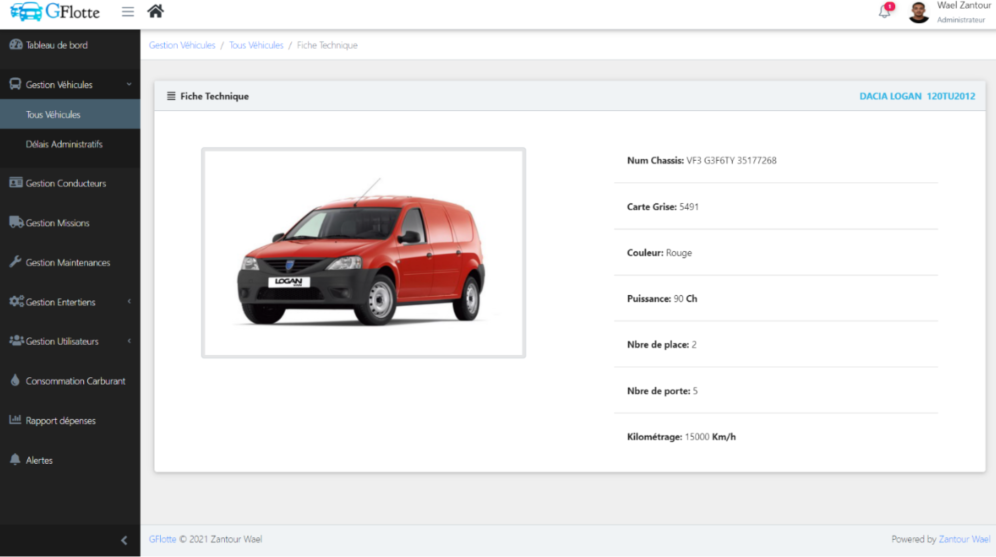 GFlotte
1
Wael Zantour
Administrateur
Tableau de bord
Gestion Véhicules
Tous Véhicules
Délais Administratifs
Gestion Conducteurs
Gestion Missions
Gestion Maintenances
Gestion Entertiens
Gestion Utilisateurs
Consommation Carburant
Rapport dépenses
Alertes
Gestion Véhicules / Tous Véhicules / Fiche Technique
Fiche Technique
DACIA LOGAN 120TU2012
LOGAN
Num Chassis: VF3 G3F6TY 35177268
Carte Grise: 5491
Couleur: Rouge
Puissance: 90 Ch
Nbre de place: 2
Nbre de porte: 5
Kilométrage: 15000 Km/h
GFlotte © 2021 Zantour Wael
Powered by Zantour Wael